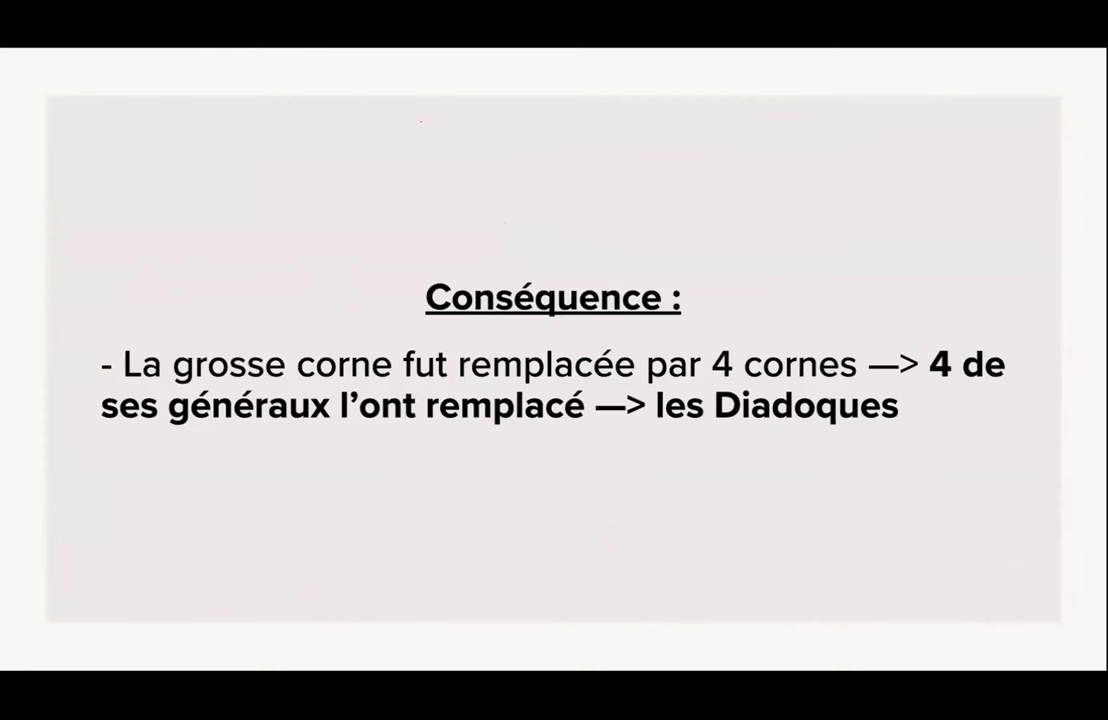 Conséquence :
- La grosse corne fut remplacée par 4 cornes —> 4 de
ses généraux l’ont remplacé —> les Diadoques